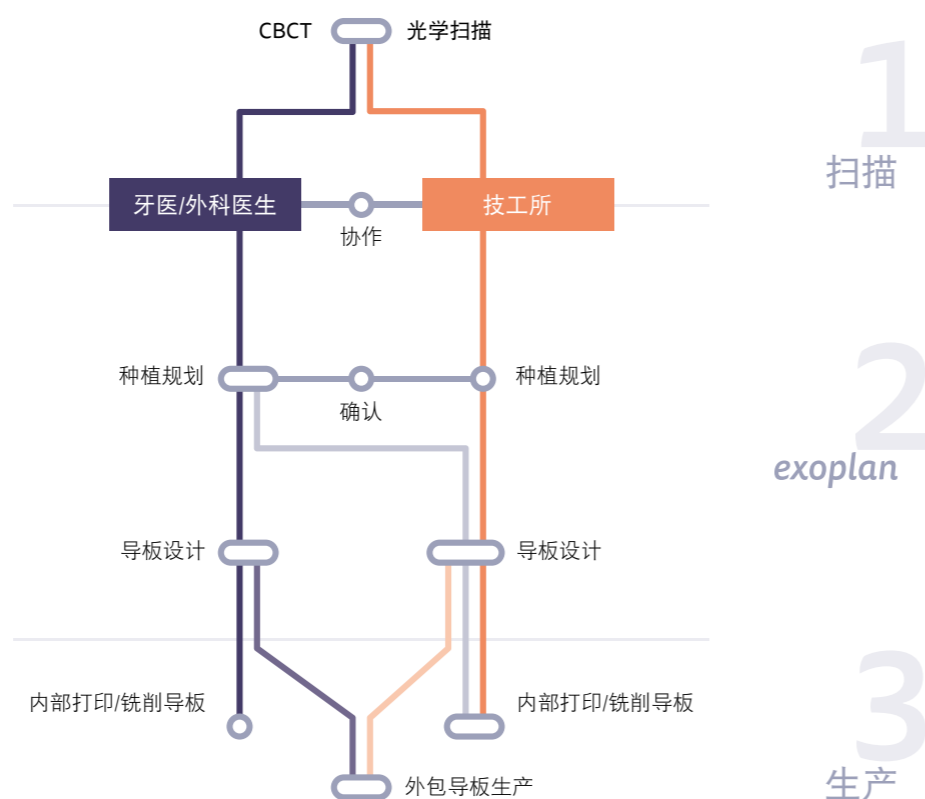 CBCT 光学扫描
1
扫描
牙医/外科医生 技工所
协作
种植规划 种植规划
确认
2
exoplan
导板设计 导板设计
内部打印/铣削导板 内部打印/铣削导板
3
生产
外包导板生产